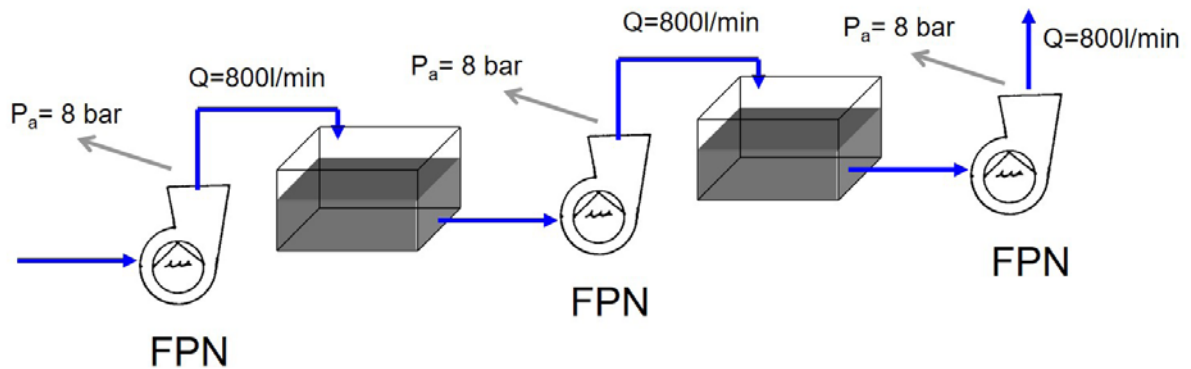 Pa= 8 bar
Q=800l/min
FPN
Pa= 8 bar
Q=800l/min
FPN
Pa= 8 bar
Q=800l/min
FPN